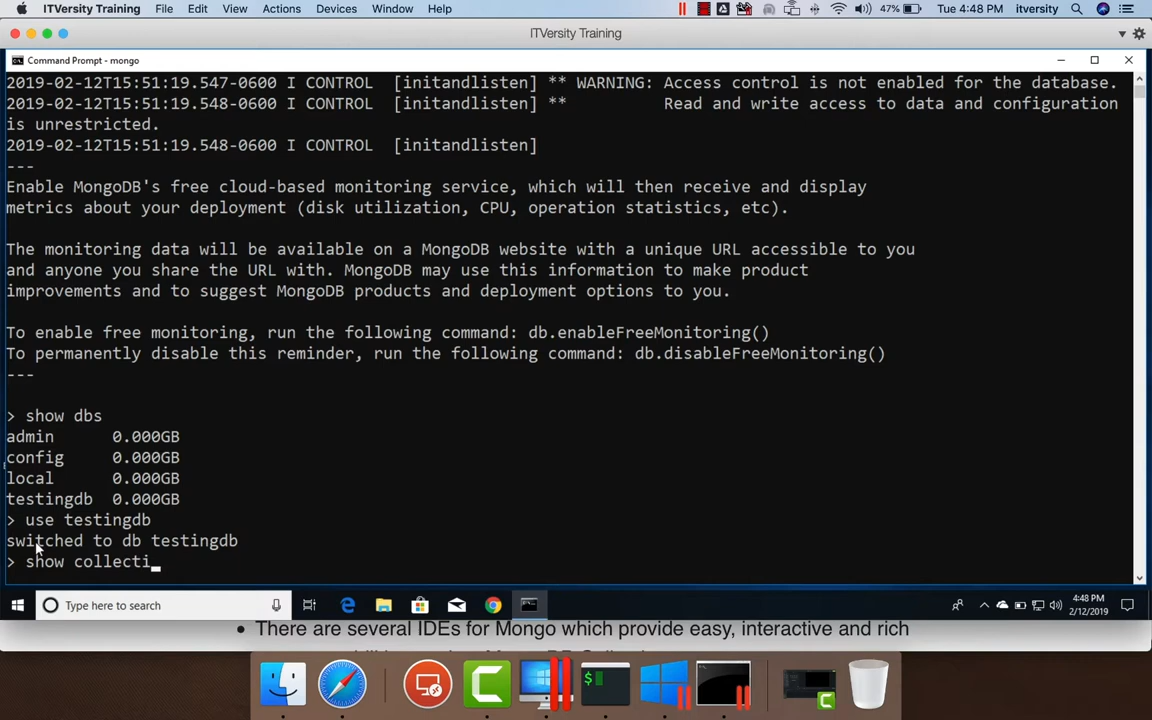 ITVersity Training File Edit View Actions Devices Window Help 47% Tue 4:48 PM itversity
ITVersity Training
Command Prompt - mongo
2019-02-12T15:51:19.547-0600 I CONTROL  [initandlisten] ** WARNING: Access control is not enabled for the database.
2019-02-12T15:51:19.548-0600 I CONTROL  [initandlisten] **          Read and write access to data and configuration
is unrestricted.
2019-02-12T15:51:19.548-0600 I CONTROL  [initandlisten]
---
Enable MongoDB's free cloud-based monitoring service, which will then receive and display
metrics about your deployment (disk utilization, CPU, operation statistics, etc).
The monitoring data will be available on a MongoDB website with a unique URL accessible to you
and anyone you share the URL with. MongoDB may use this information to make product
improvements and to suggest MongoDB products and deployment options to you.
To enable free monitoring, run the following command: db.enableFreeMonitoring()
To permanently disable this reminder, run the following command: db.disableFreeMonitoring()
---
> show dbs
admin      0.000GB
config     0.000GB
local      0.000GB
testingdb  0.000GB
> use testingdb
switched to db testingdb
> show collecti_
Type here to search
4:48 PM
2/12/2019
• There are several IDEs for Mongo which provide easy, interactive and rich